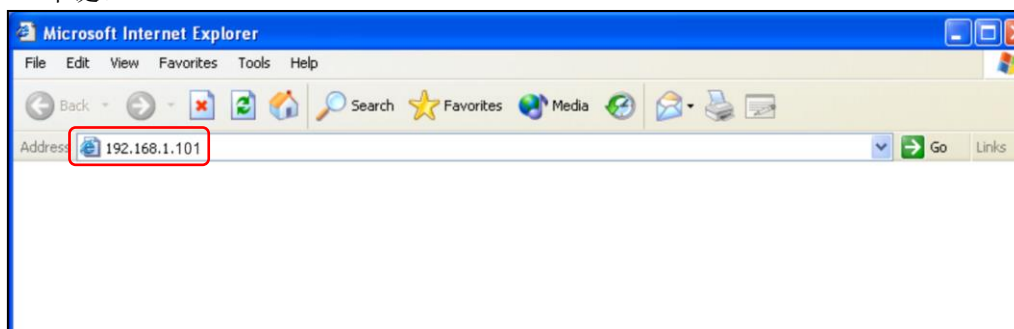 Microsoft Internet Explorer
File Edit View Favorites Tools Help
Back Search Favorites Media
Address 192.168.1.101 Go Links